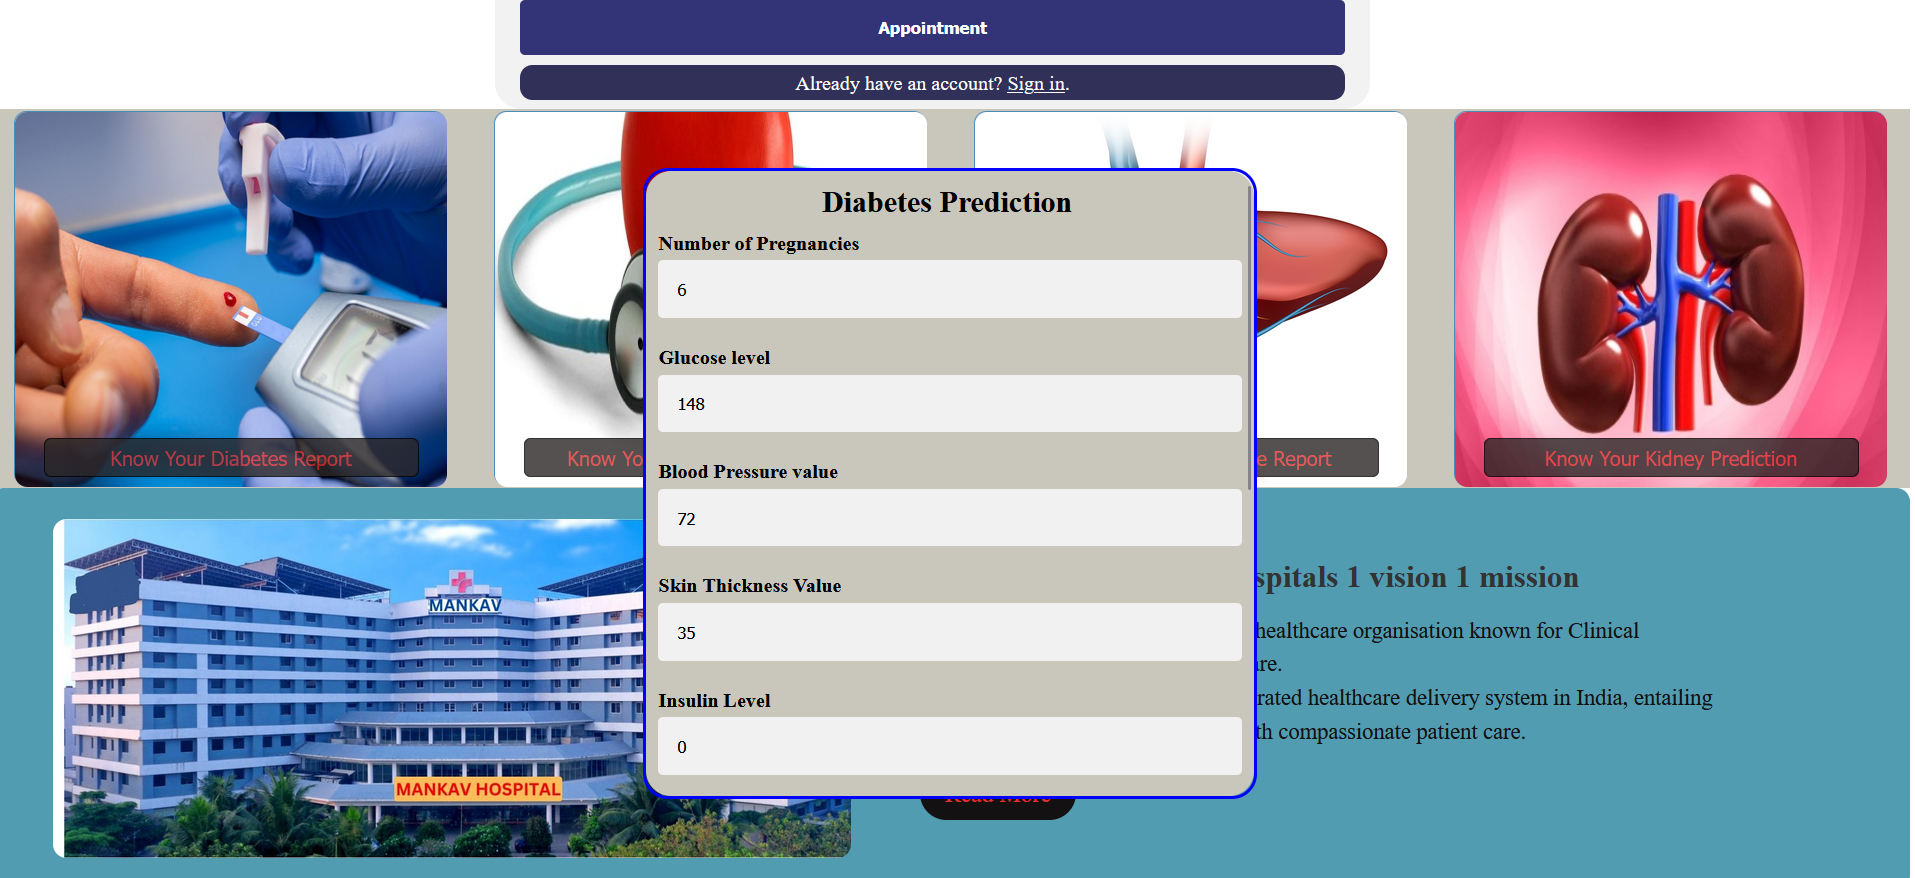 Appointment
Already have an account? Sign in.
Know Your Diabetes Report
Know
e Report
Know Your Kidney Prediction
Diabetes Prediction
Number of Pregnancies
6
Glucose level
148
Blood Pressure value
72
Skin Thickness Value
35
Insulin Level
0
MANKAV
MANKAV HOSPITAL
spitals 1 vision 1 mission
healthcare organisation known for Clinical
re.
rated healthcare delivery system in India, entailing
th compassionate patient care.
Read More